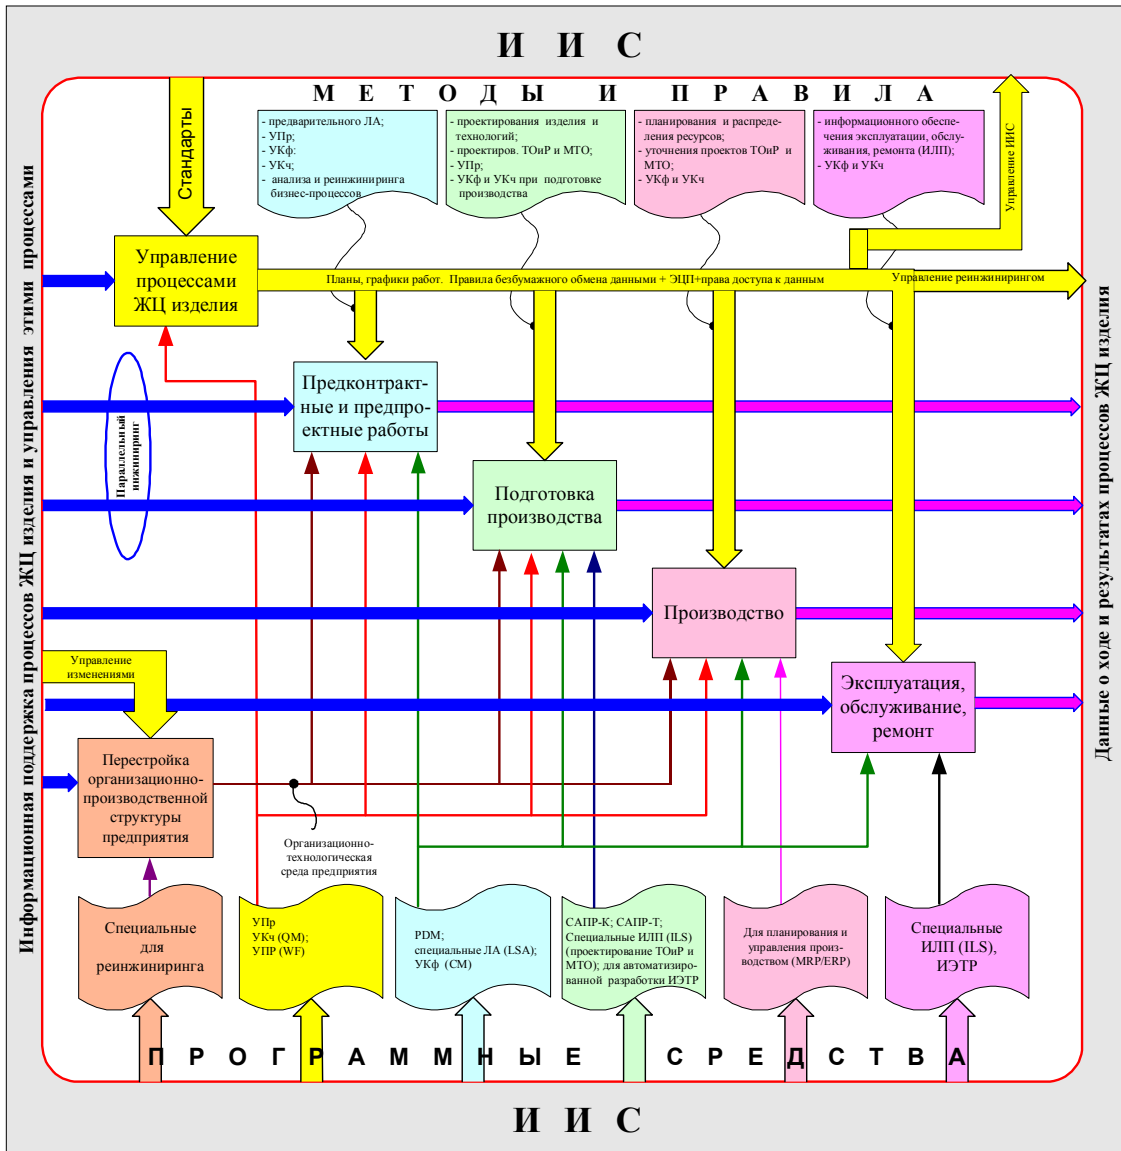 И И С
М Е Т О Д Ы И П Р А В И Л А
Стандарты
- предварительного ЛА;
- УПр;
- УКф;
- УКч;
- анализа и реинжиниринга
бизнес-процессов
- проектирования изделия и
технологий;
- проектиров. ТОиР и МТО;
- УПр;
- УКф и УКч при подготовке
производства
- планирования и распреде
ления ресурсов;
- уточнения проектов ТОиР и
МТО;
- УКф и УКч
- информационного обеспе-
чения эксплуатации, обслу-
живания, ремонта (ИЛП);
- УКф и УКч
Управление ИИС
Информационная поддержка процессов ЖЦ изделия и управления этими процессами
Управление
процессами
ЖЦ изделия
Планы, графики работ. Правила безбумажного обмена данными + ЭЦП+права доступа к данным
Управление реинжинирингом
Данные о ходе и результатах процессов ЖЦ изделия
Параллельный
инжиниринг
Предконтракт-
ные и предпро-
ектные работы
Подготовка
производства
Производство
Управление
изменениями
Эксплуатация,
обслуживание,
ремонт
Перестройка
организационно-
производственной
структуры
предприятия
Организационно-
технологическая
среда предприятия
Специальные
для
реинжиниринга
УПр
УКч (QM);
УПР (WF)
PDM;
специальные ЛА (LSA);
УКф (CM)
САПР-К; САПР-Т;
Специальные ИЛП (ILS)
(проектирование ТОиР и
МТО); для автоматизиро-
ванной разработки ИЭТР
Для планирования и
управления произ-
водством (MRP/ERP)
Специальные
ИЛП (ILS),
ИЭТР
П Р О Г Р А М М Н Ы Е С Р Е Д С Т В А
И И С